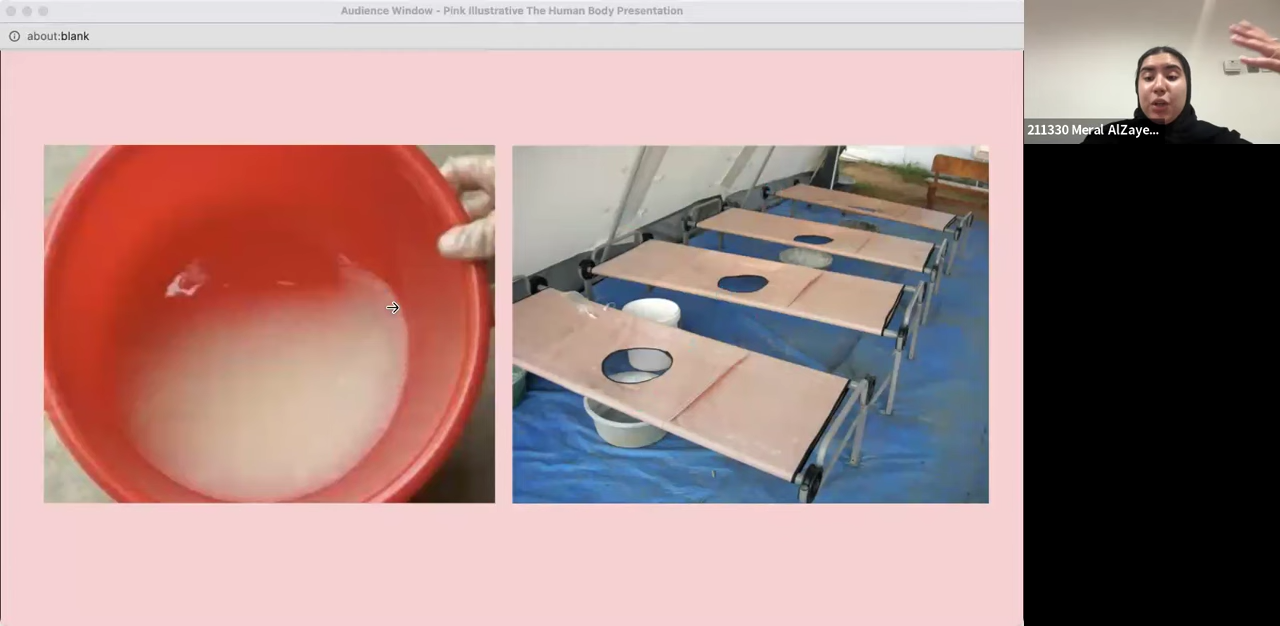 Audience Window - Pink Illustrative The Human Body Presentation
about:blank
211330 Meral AlZaye...